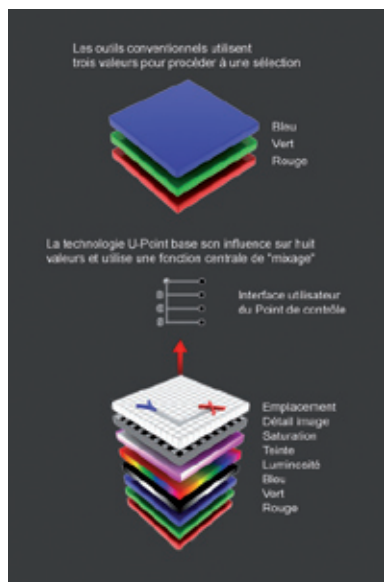 Les outils conventionnels utilisent
trois valeurs pour procéder à une sélection
Bleu
Vert
Rouge
La technologie U-Point base son influence sur huit
valeurs et utilise une fonction centrale de "mixage"
Interface utilisateur
du Point de contrôle
Y X
Emplacement
Détail image
Saturation
Teinte
Luminosité
Bleu
Vert
Rouge